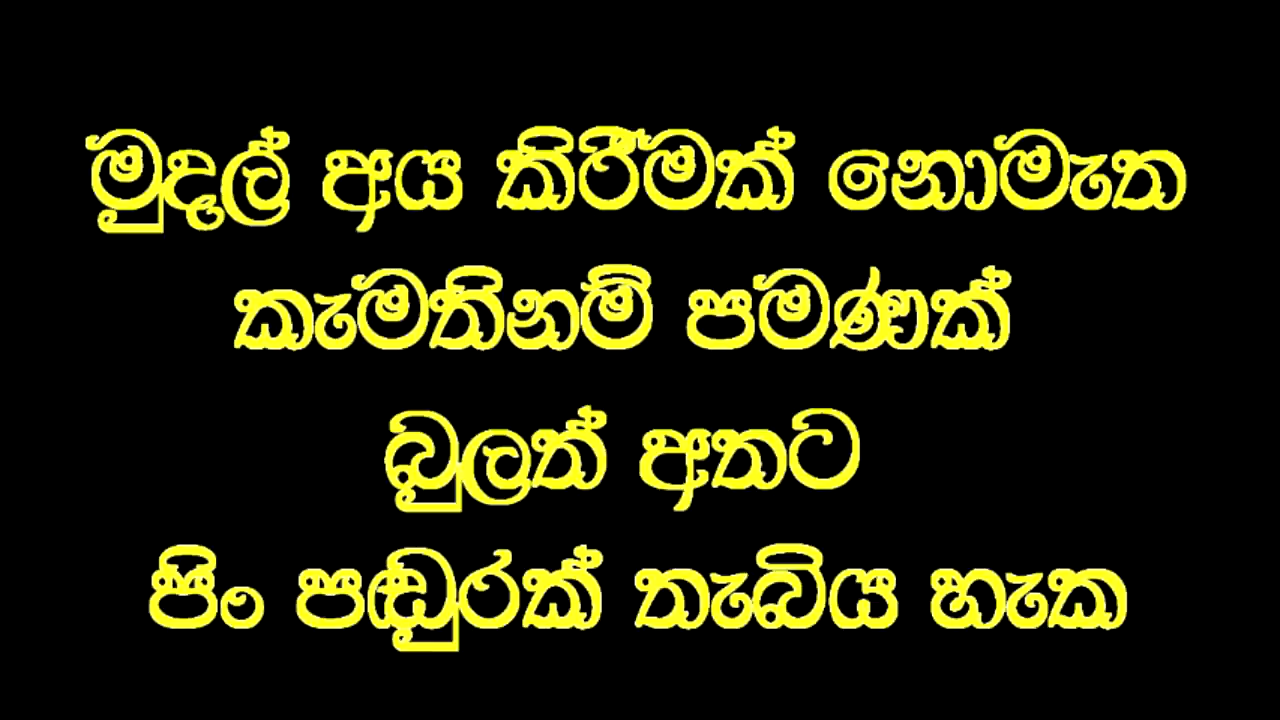 මුදල් අය කිරීමක් නොමැත
කැමතිනම් පමණක්
බුලත් අතට
පිං පඬුරක් තැබිය හැක